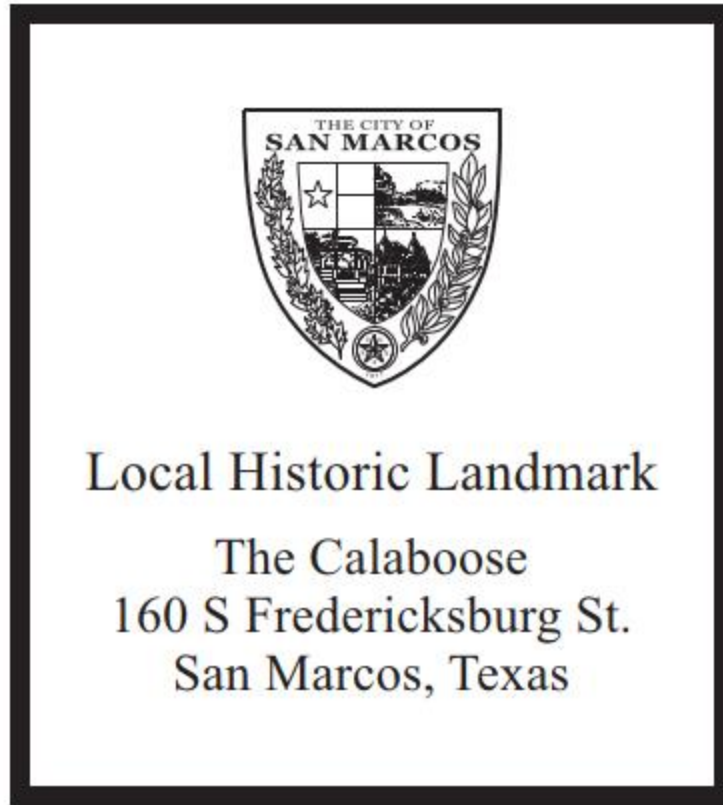 THE CITY OF
SAN MARCOS
Local Historic Landmark
The Calaboose
160 S Fredericksburg St.
San Marcos, Texas